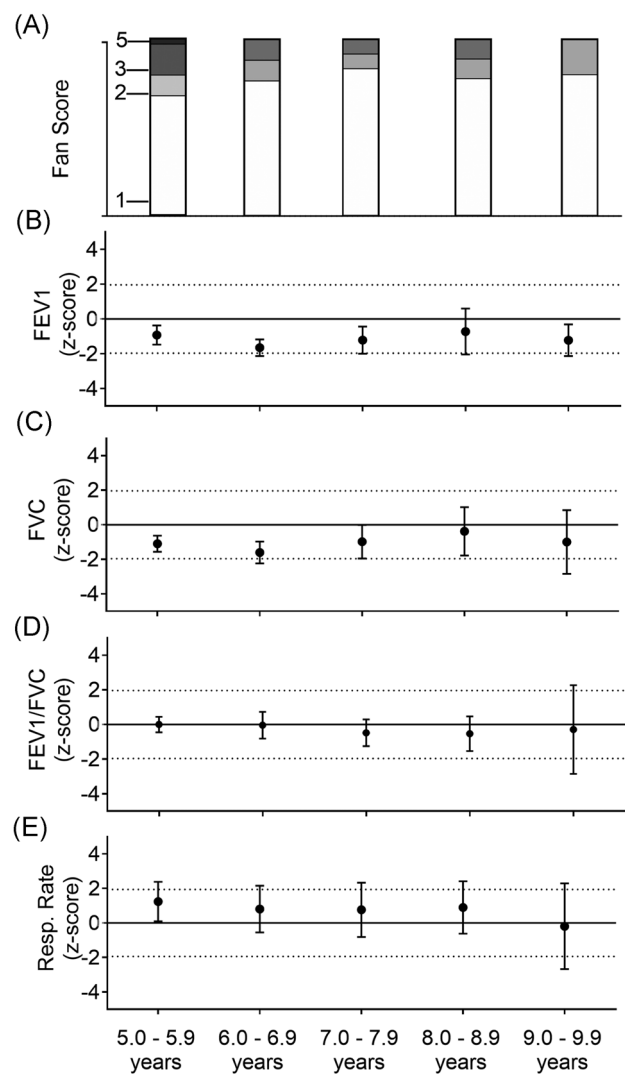 (A)
5
3
2
1
Fan Score
(B)
4
2
0
-2
-4
FEV1
(z-score)
(C)
4
2
0
-2
-4
FVC
(z-score)
(D)
4
2
0
-2
-4
FEV1/FVC
(z-score)
(E)
4
2
0
-2
-4
Resp. Rate
(z-score)
5.0 - 5.9
years
6.0 - 6.9
years
7.0 - 7.9
years
8.0 - 8.9
years
9.0 - 9.9
years